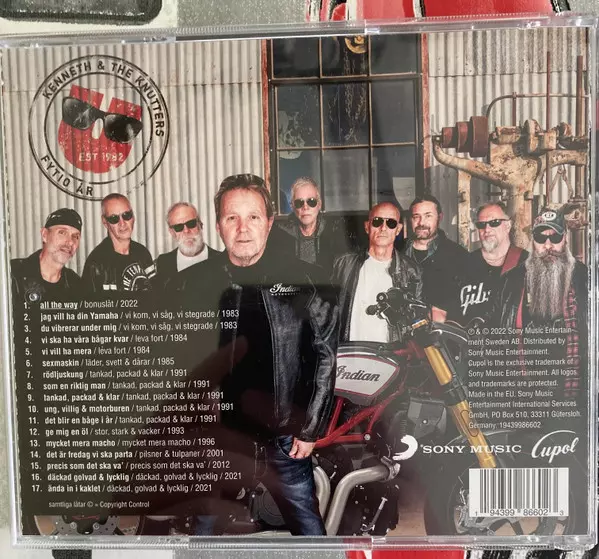 KENNETH & THE KNUTTERS
EST 1982
FYTIO ÅR
Indian
MOTORCYCLE
Gibs
1. all the way / bonuslåt / 2022
2. jag vill ha din Yamaha / vi kom, vi såg, vi stegrade / 1983
3. du vibrerar under mig / vi kom, vi såg, vi stegrade / 1983
4. vi ska ha våra bågar kvar / leva fort / 1984
5. vi vill ha mera / leva fort / 1984
6. sexmaskin / läder, svett & dårar / 1985
7. rödljuskung / tankad, packad & klar / 1991
8. som en riktig man / tankad, packad & klar / 1991
9. tankad, packad & klar / tankad, packad & klar / 1991
10. ung, villig & motorburen / tankad, packad & klar / 1991
11. det blir en båge i år / tankad, packad & klar / 1991
12. ge mig en öl / stor, stark & vacker / 1993
13. mycket mera macho / mycket mera macho / 1996
14. det är fredag vi ska parta / pilsner & tulpaner / 2001
15. precis som det ska va' / precis som det ska va' / 2012
16. däckad golvad & lycklig / däckad, golvad & lycklig / 2021
17. ända in i kaklet / däckad, golvad & lycklig / 2021
samtliga låtar © × Copyright Control
Indian
℗ & © 2022 Sony Music Entertain-
ment Sweden AB. Distributed by
Sony Music Entertainment.
Cupol is the exclusive trademark of
Sony Music Entertainment. All logos
and trademarks are protected.
Made in the EU. Sony Music
Entertainment International Services
GmbH, PO Box 510, 33311 Gütersloh,
Germany. 19439986602
SONY MUSIC
Cupol
1 94399 86602 3